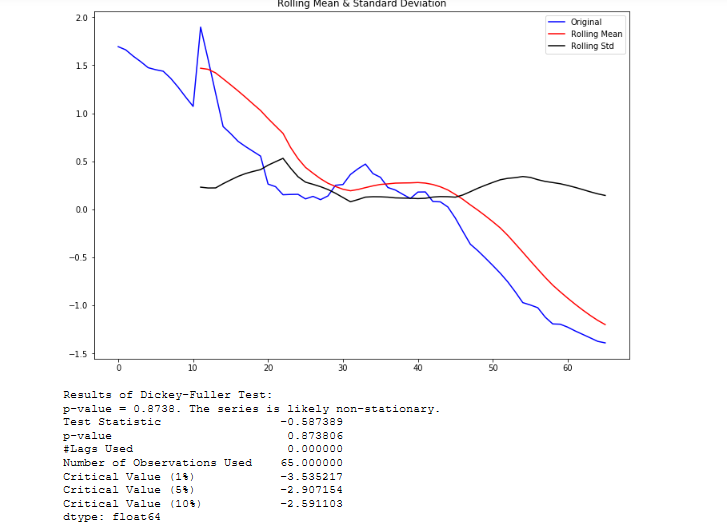 Rolling Mean & Standard Deviation
2.0
1.5
1.0
0.5
0.0
−0.5
−1.0
−1.5
0 10 20 30 40 50 60
Original
Rolling Mean
Rolling Std
Results of Dickey-Fuller Test:
p-value = 0.8738. The series is likely non-stationary.
Test Statistic -0.587389
p-value 0.873806
#Lags Used 0.000000
Number of Observations Used 65.000000
Critical Value (1%) -3.535217
Critical Value (5%) -2.907154
Critical Value (10%) -2.591103
dtype: float64